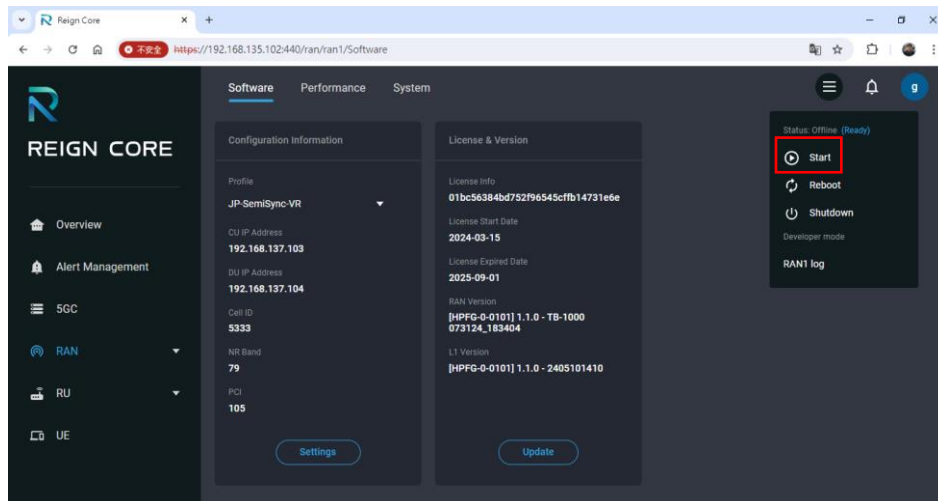 Reign Core
不安全 https://192.168.135.102:440/ran/ran1/Software
REIGN CORE
Overview
Alert Management
5GC
RAN
RU
UE
Software Performance System
g
Configuration Information
Profile
JP-SemiSync-VR
CU IP Address
192.168.137.103
DU IP Address
192.168.137.104
Cell ID
5333
NR Band
79
PCI
105
Settings
License & Version
License Info
01bc56384bd752f96545cffb14731e6e
License Start Date
2024-03-15
License Expired Date
2025-09-01
RAN Version
[HPFG-0-0101] 1.1.0 - TB-1000
073124_183404
L1 Version
[HPFG-0-0101] 1.1.0 - 2405101410
Update
Status: Offline (Ready)
Start
Reboot
Shutdown
Developer mode
RAN1 log